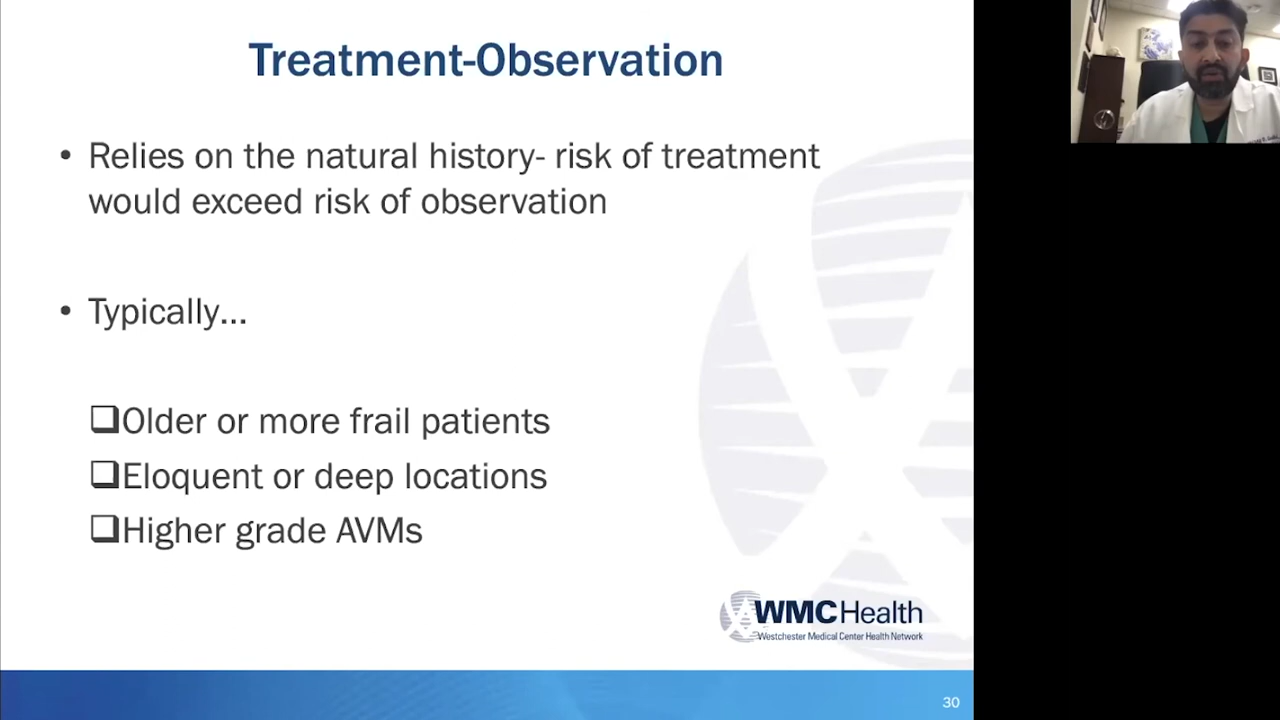 Treatment-Observation
• Relies on the natural history- risk of treatment
would exceed risk of observation
• Typically...
❑Older or more frail patients
❑Eloquent or deep locations
❑Higher grade AVMs
WMCHealth
Westchester Medical Center Health Network
30